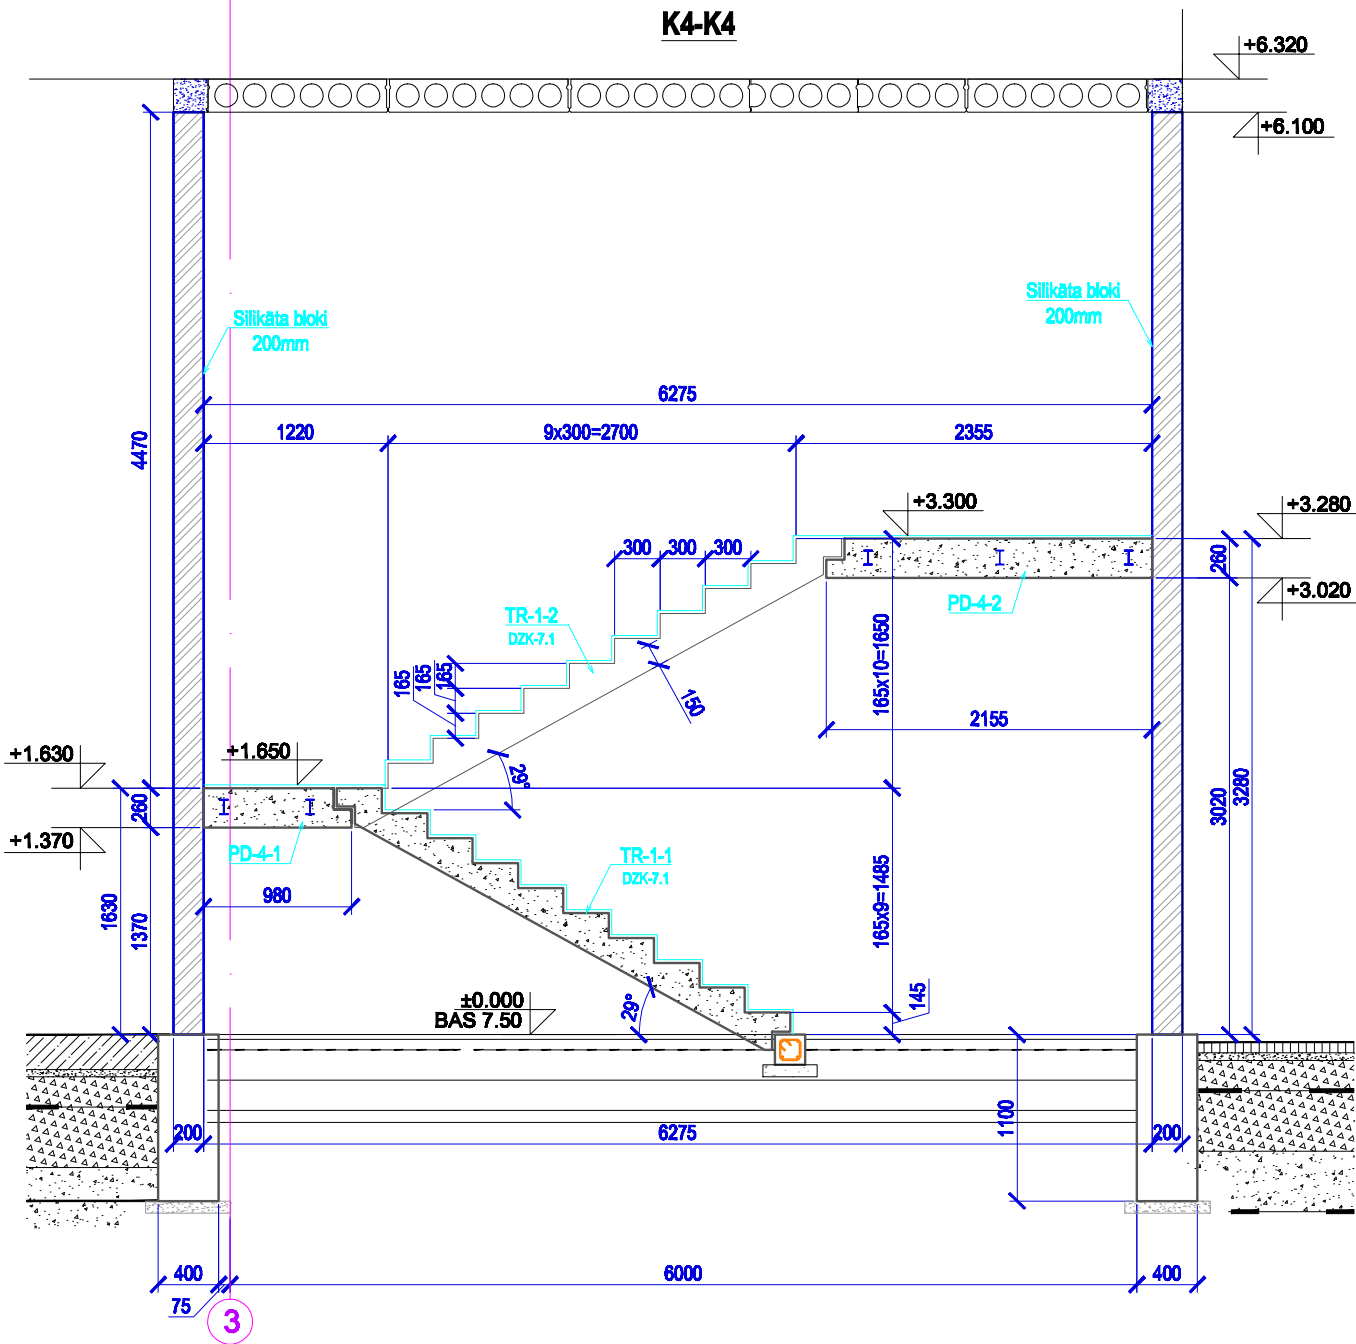 K4-K4
+6.320
+6.100
Silikāta bloki
200mm
Silikāta bloki
200mm
6275
1220
9x300=2700
2355
4470
+3.300
+3.280
300
300
300
260
+3.020
PD-4-2
TR-1-2
DZK-7.1
165
165
165
150
165x10=1650
2155
+1.630
+1.650
29°
260
3020
3280
+1.370
PD-4-1
TR-1-1
DZK-7.1
980
1630
1370
165x9=1485
±0.000
BAS 7.50
29°
145
1100
200
6275
200
400
6000
400
75
3